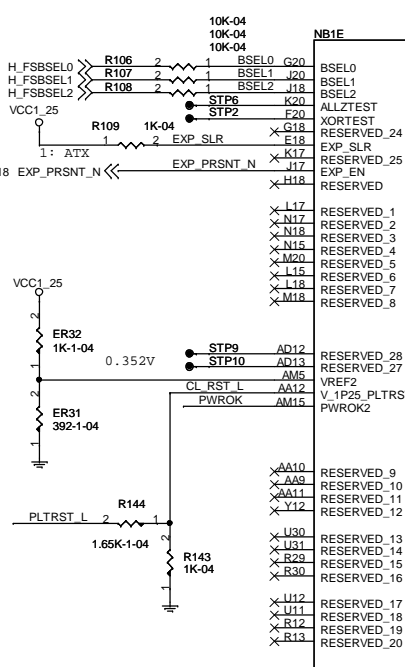 10K-04
10K-04
10K-04
NB1E
H_FSBSEL0 R106 2 1 BSEL0 G20 BSEL0
H_FSBSEL1 R107 2 1 BSEL1 J20 BSEL1
H_FSBSEL2 R108 2 1 BSEL2 J18 BSEL2
VCC1_25 STP6 K20 ALLZTEST
STP2 F20 XORTEST
R109 1K-04 G18 RESERVED_24
1 2 EXP_SLR E18 EXP_SLR
1: ATX K17 RESERVED_25
18 EXP_PRSNT_N EXP_PRSNT_N J17 EXP_EN
H18 RESERVED
L17 RESERVED_1
N17 RESERVED_2
N18 RESERVED_3
N15 RESERVED_4
M20 RESERVED_5
L15 RESERVED_6
L18 RESERVED_7
M18 RESERVED_8
VCC1_25
2
ER32
1K-1-04
1
0.352V
STP9 AD12 RESERVED_28
STP10 AD13 RESERVED_27
AM5 VREF2
CL_RST_L AA12 V_1P25_PLTRS
PWROK AM15 PWROK2
2
ER31
392-1-04
1
AA10 RESERVED_9
AA9 RESERVED_10
AA11 RESERVED_11
Y12 RESERVED_12
R144
PLTRST_L 2 1
1.65K-1-04
2
R143
1K-04
1
U30 RESERVED_13
U31 RESERVED_14
R29 RESERVED_15
R30 RESERVED_16
U12 RESERVED_17
U11 RESERVED_18
R12 RESERVED_19
R13 RESERVED_20